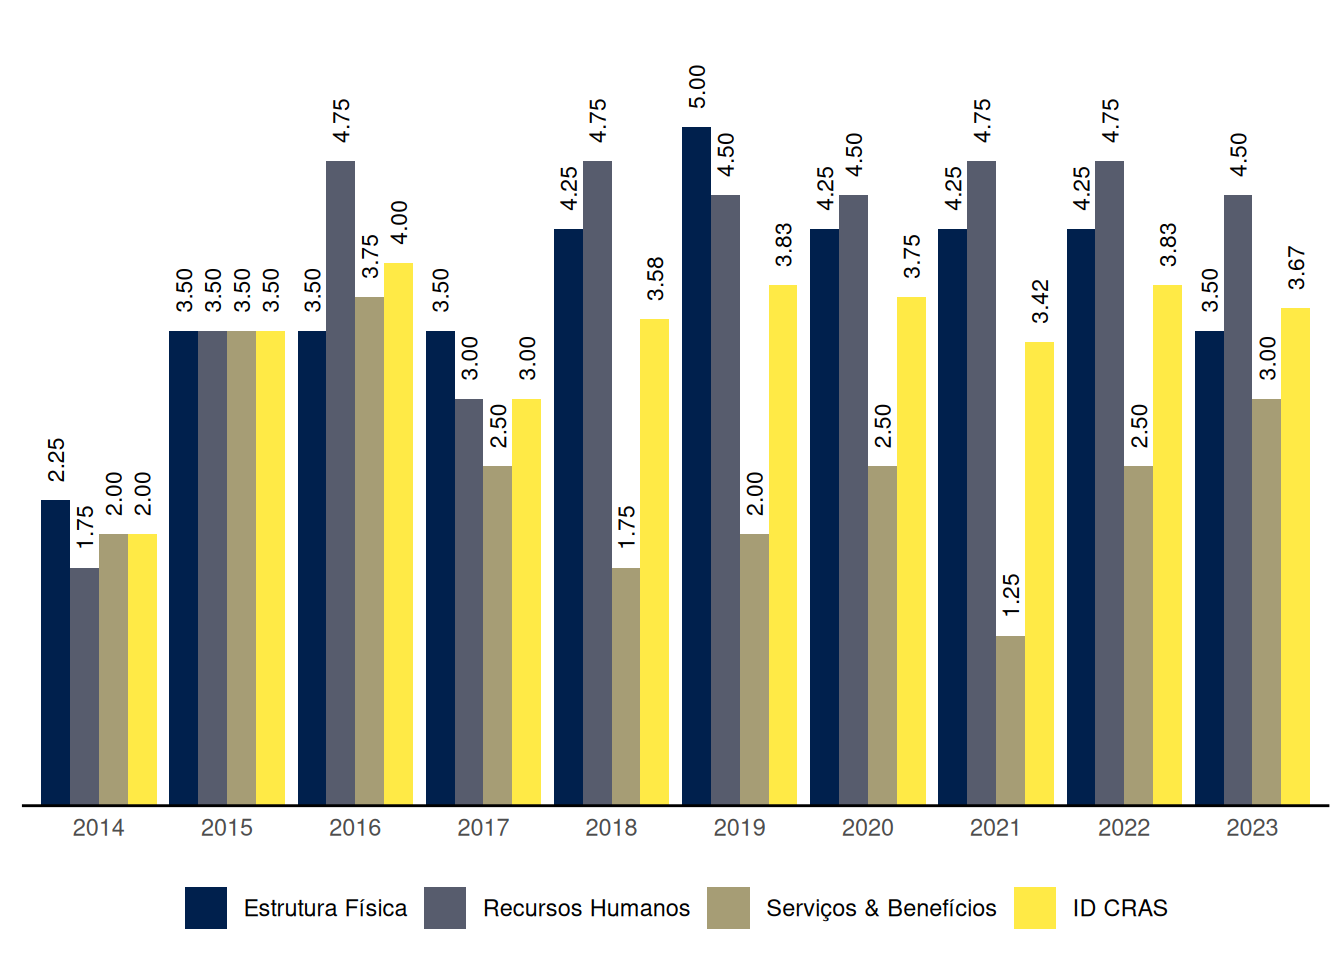 2.25 1.75 2.00 2.00
3.50 3.50 3.50 3.50
3.50 4.75 3.75 4.00
3.50 3.00 2.50 3.00
4.25 4.75 1.75 3.58
5.00 4.50 2.00 3.83
4.25 4.50 2.50 3.75
4.25 4.75 1.25 3.42
4.25 4.75 2.50 3.83
3.50 4.50 3.00 3.67
2014 2015 2016 2017 2018 2019 2020 2021 2022 2023
Estrutura Física Recursos Humanos Serviços & Benefícios ID CRAS